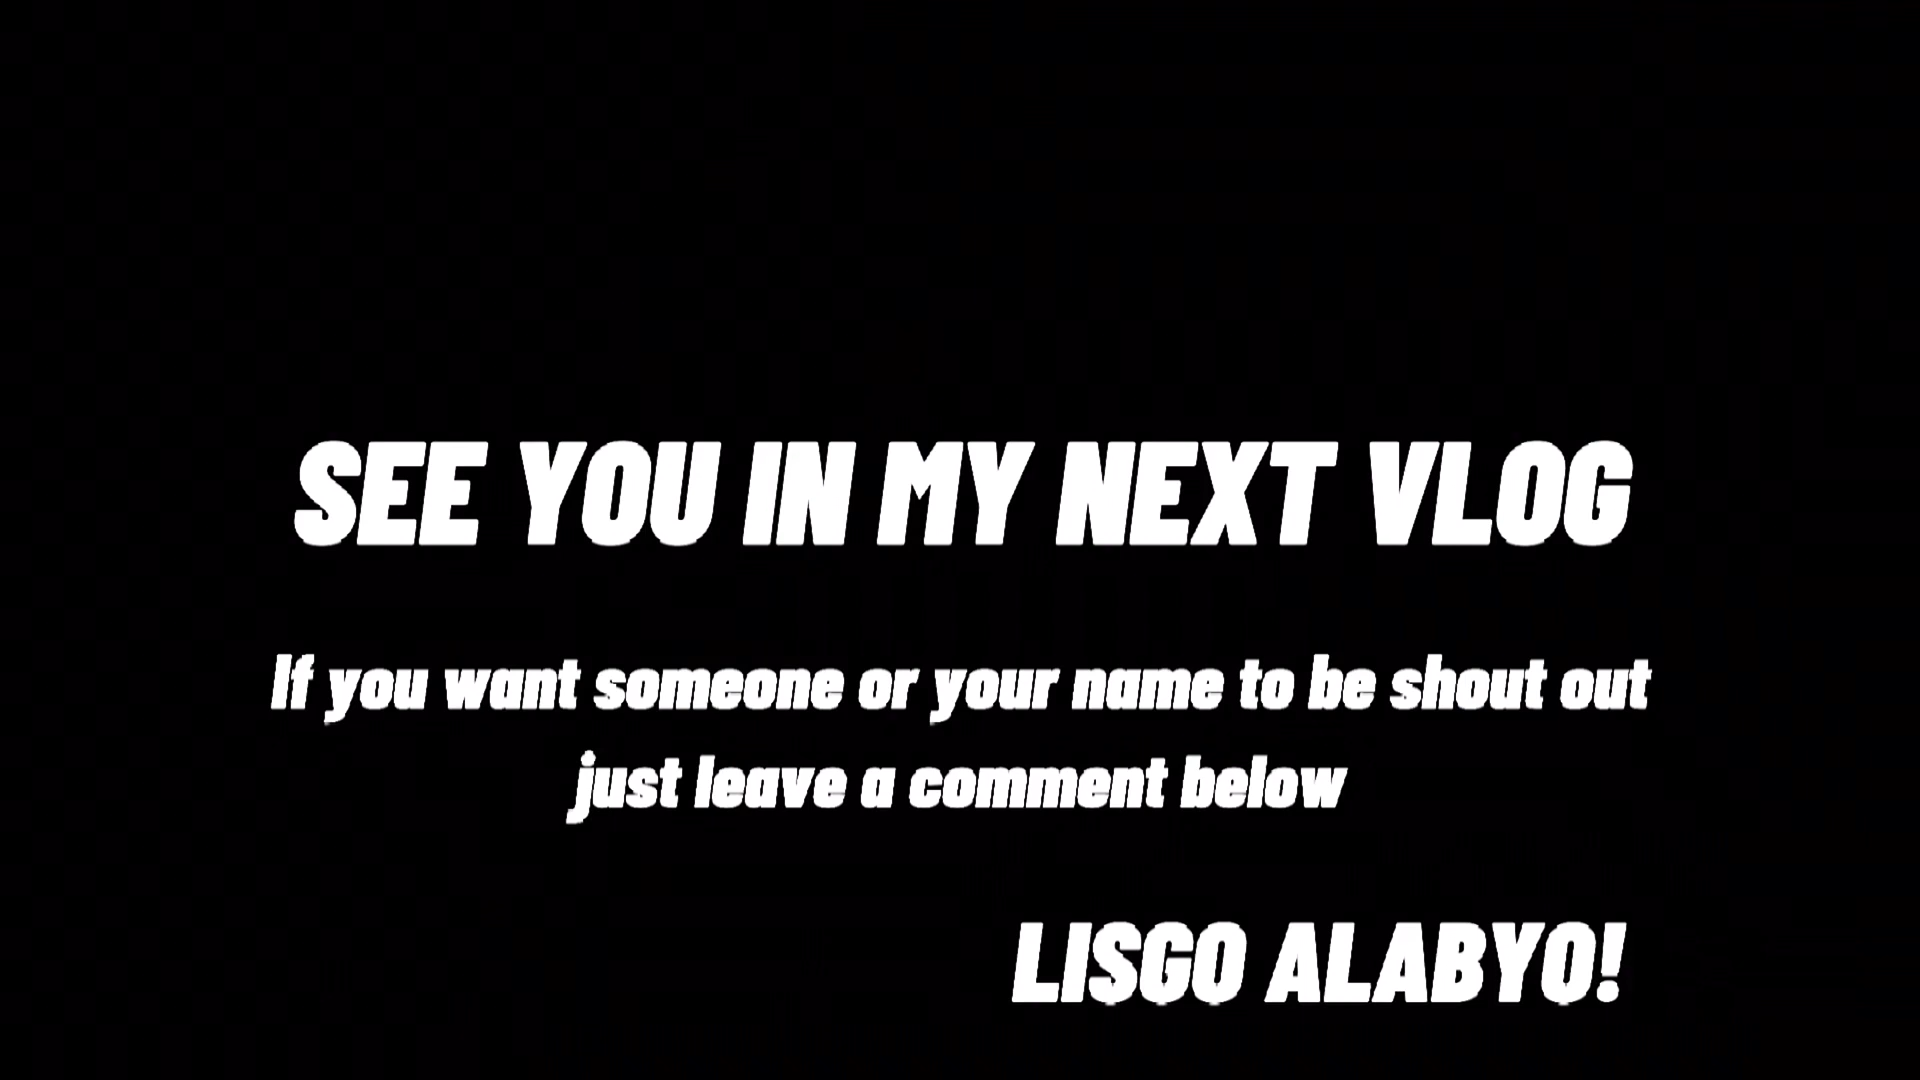 SEE YOU IN MY NEXT VLOG
If you want someone or your name to be shout out
just leave a comment below
LISGO ALABYO!